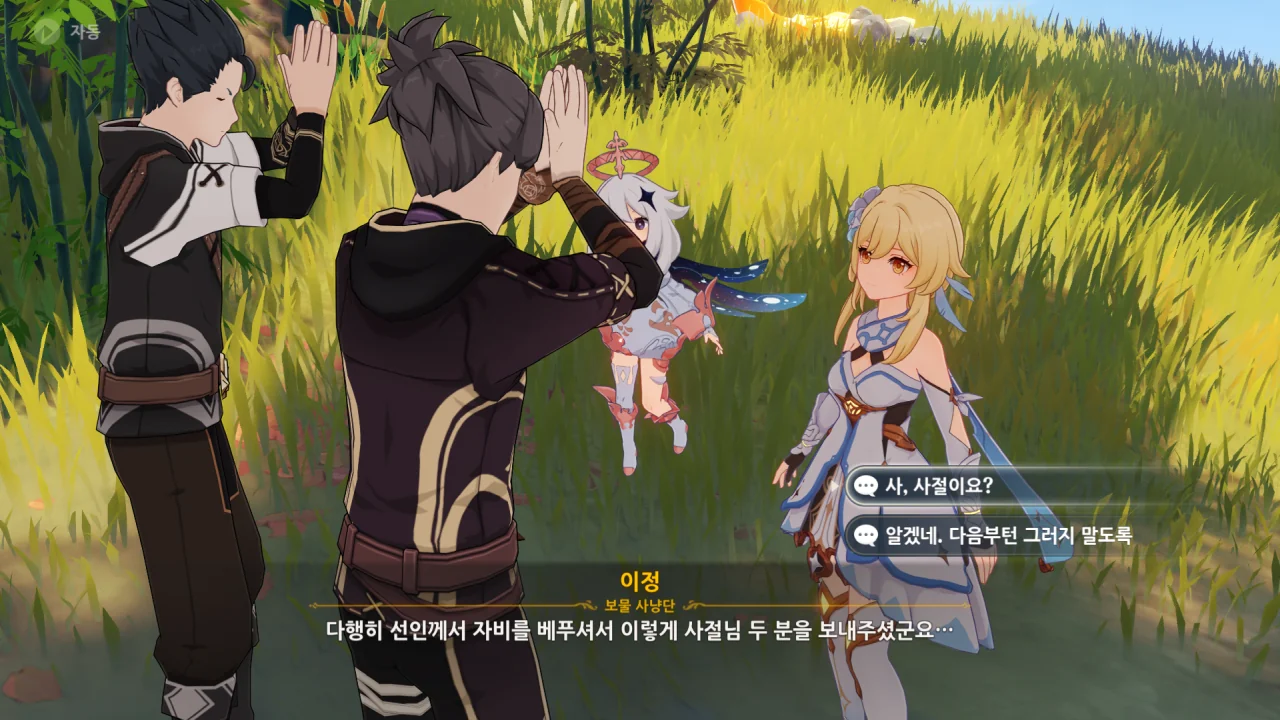 자동
사, 사절이요?
알겠네. 다음부턴 그러지 말도록
이정
보물 사냥단
다행히 선인께서 자비를 베푸셔서 이렇게 사절님 두 분을 보내주셨군요…